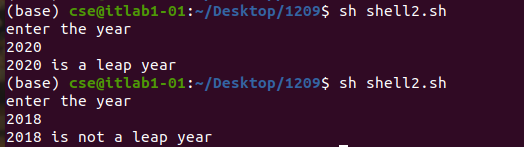 (base) cse@itlab1-01:~/Desktop/1209$ sh shell2.sh
enter the year
2020
2020 is a leap year
(base) cse@itlab1-01:~/Desktop/1209$ sh shell2.sh
enter the year
2018
2018 is not a leap year